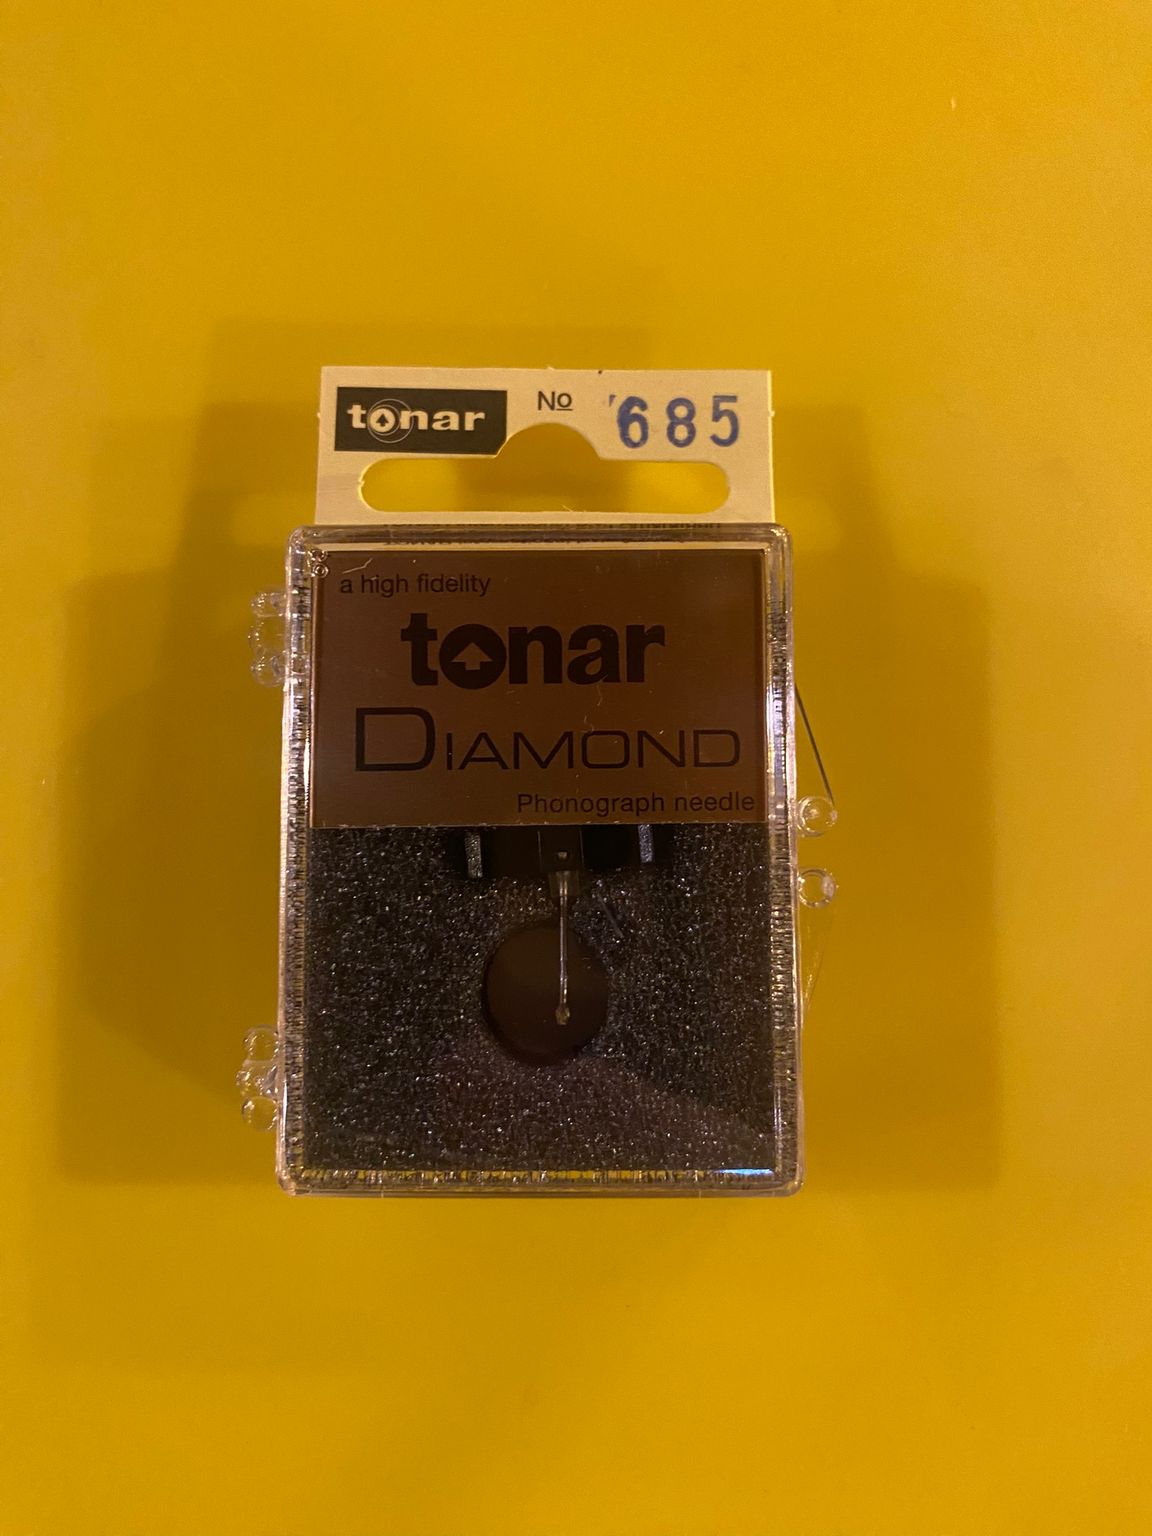 tonar No 685
a high fidelity
tonar
DIAMOND
Phonograph needle